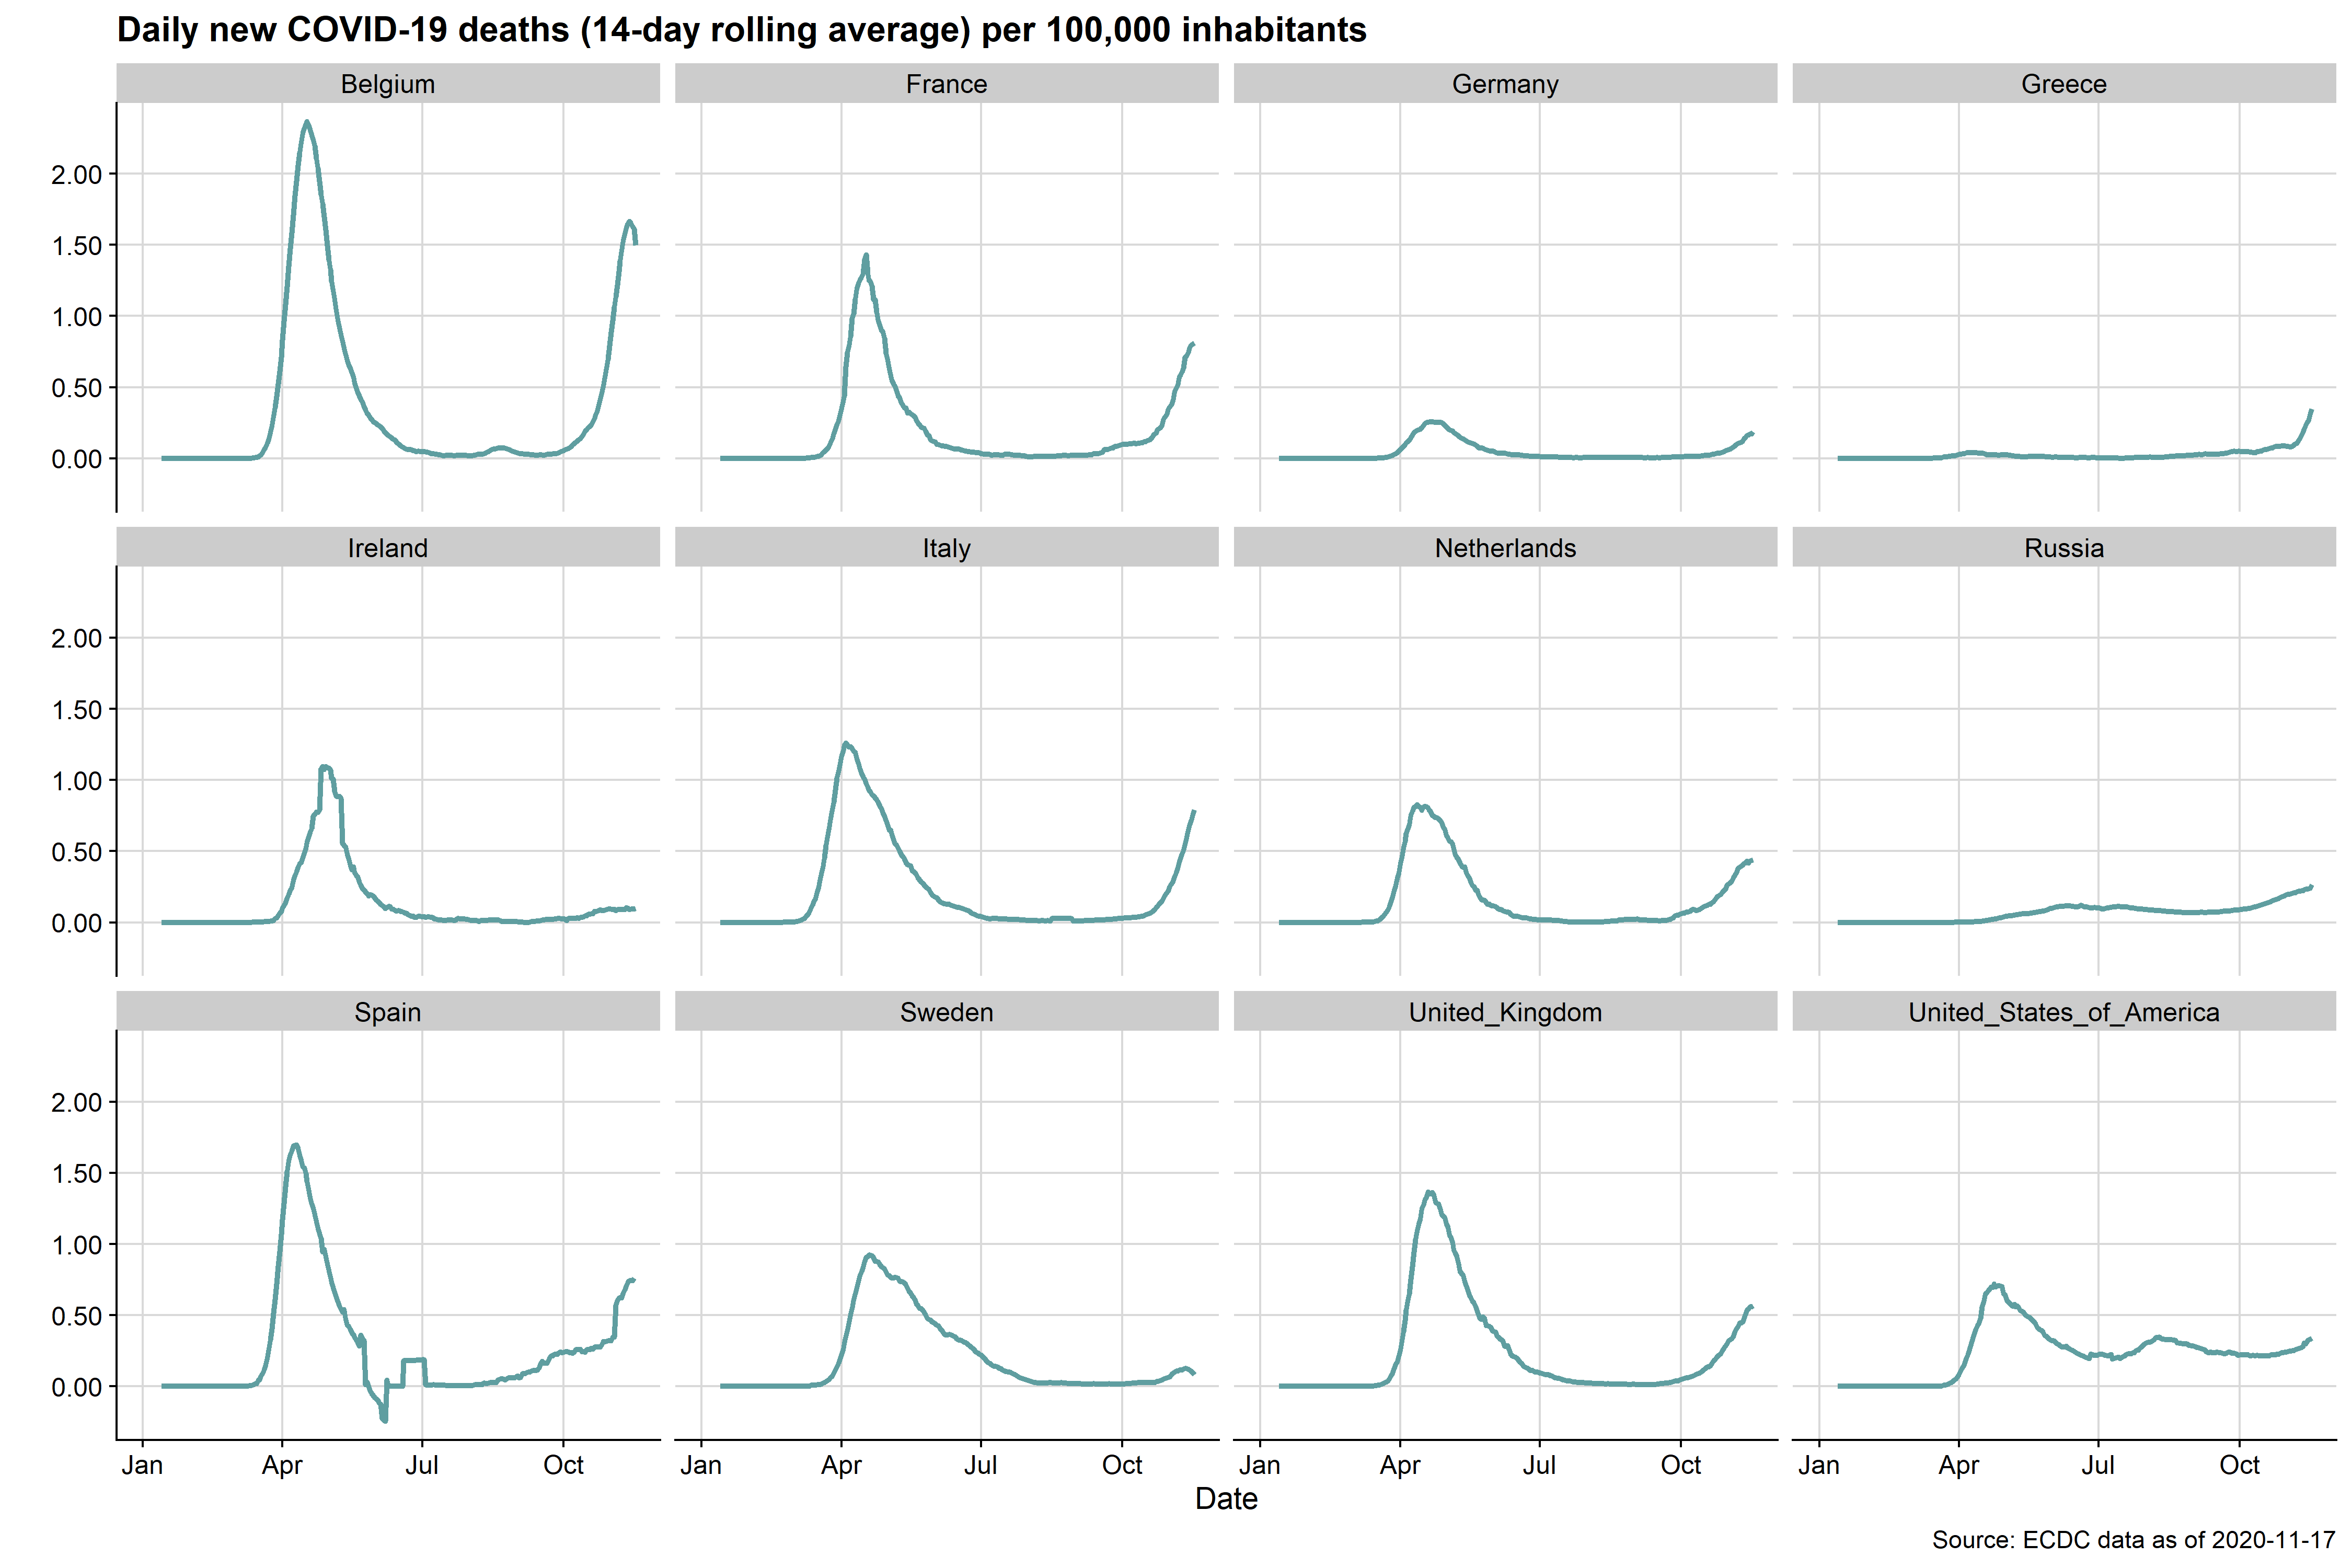 Daily new COVID-19 deaths (14-day rolling average) per 100,000 inhabitants
Belgium France Germany Greece
2.00
1.50
1.00
0.50
0.00
Ireland Italy Netherlands Russia
2.00
1.50
1.00
0.50
0.00
Spain Sweden United_Kingdom United_States_of_America
2.00
1.50
1.00
0.50
0.00
Jan Apr Jul Oct Jan Apr Jul Oct Jan Apr Jul Oct Jan Apr Jul Oct
Date
Source: ECDC data as of 2020-11-17